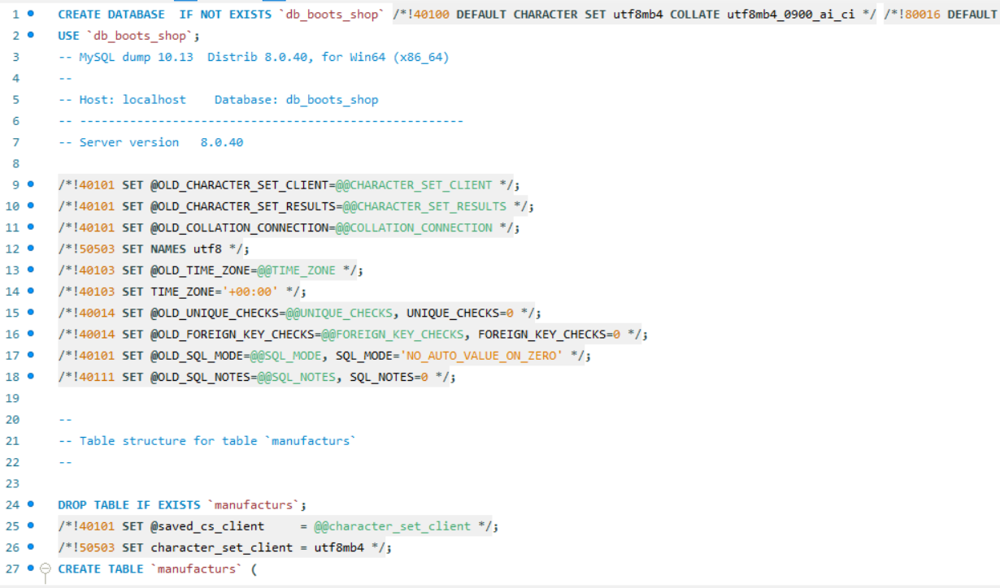 1 CREATE DATABASE  IF NOT EXISTS `db_boots_shop` /*!40100 DEFAULT CHARACTER SET utf8mb4 COLLATE utf8mb4_0900_ai_ci */ /*!80016 DEFAULT
2 USE `db_boots_shop`;
3 -- MySQL dump 10.13  Distrib 8.0.40, for Win64 (x86_64)
4 --
5 -- Host: localhost    Database: db_boots_shop
6 -- ------------------------------------------------------
7 -- Server version	8.0.40
8
9 /*!40101 SET @OLD_CHARACTER_SET_CLIENT=@@CHARACTER_SET_CLIENT */;
10 /*!40101 SET @OLD_CHARACTER_SET_RESULTS=@@CHARACTER_SET_RESULTS */;
11 /*!40101 SET @OLD_COLLATION_CONNECTION=@@COLLATION_CONNECTION */;
12 /*!50503 SET NAMES utf8 */;
13 /*!40103 SET @OLD_TIME_ZONE=@@TIME_ZONE */;
14 /*!40103 SET TIME_ZONE='+00:00' */;
15 /*!40014 SET @OLD_UNIQUE_CHECKS=@@UNIQUE_CHECKS, UNIQUE_CHECKS=0 */;
16 /*!40014 SET @OLD_FOREIGN_KEY_CHECKS=@@FOREIGN_KEY_CHECKS, FOREIGN_KEY_CHECKS=0 */;
17 /*!40101 SET @OLD_SQL_MODE=@@SQL_MODE, SQL_MODE='NO_AUTO_VALUE_ON_ZERO' */;
18 /*!40111 SET @OLD_SQL_NOTES=@@SQL_NOTES, SQL_NOTES=0 */;
19
20 --
21 -- Table structure for table `manufacturs`
22 --
23
24 DROP TABLE IF EXISTS `manufacturs`;
25 /*!40101 SET @saved_cs_client     = @@character_set_client */;
26 /*!50503 SET character_set_client = utf8mb4 */;
27 CREATE TABLE `manufacturs` (